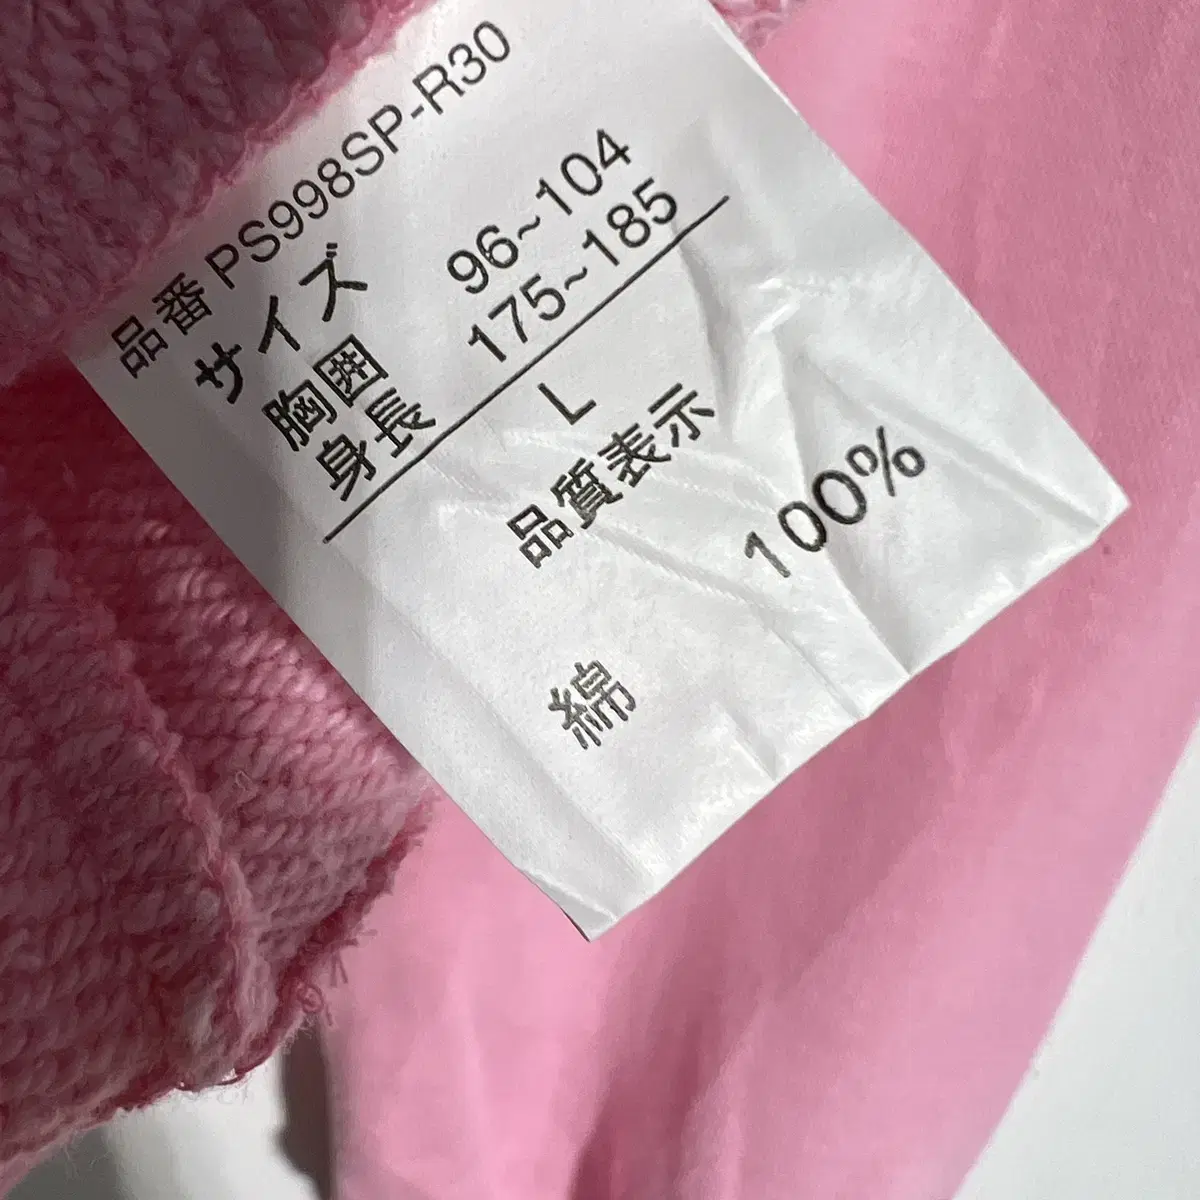 品番 PS998SP-R30
サイズ
胸囲 96~104
身長 175~185
L
品質表示
綿 100%